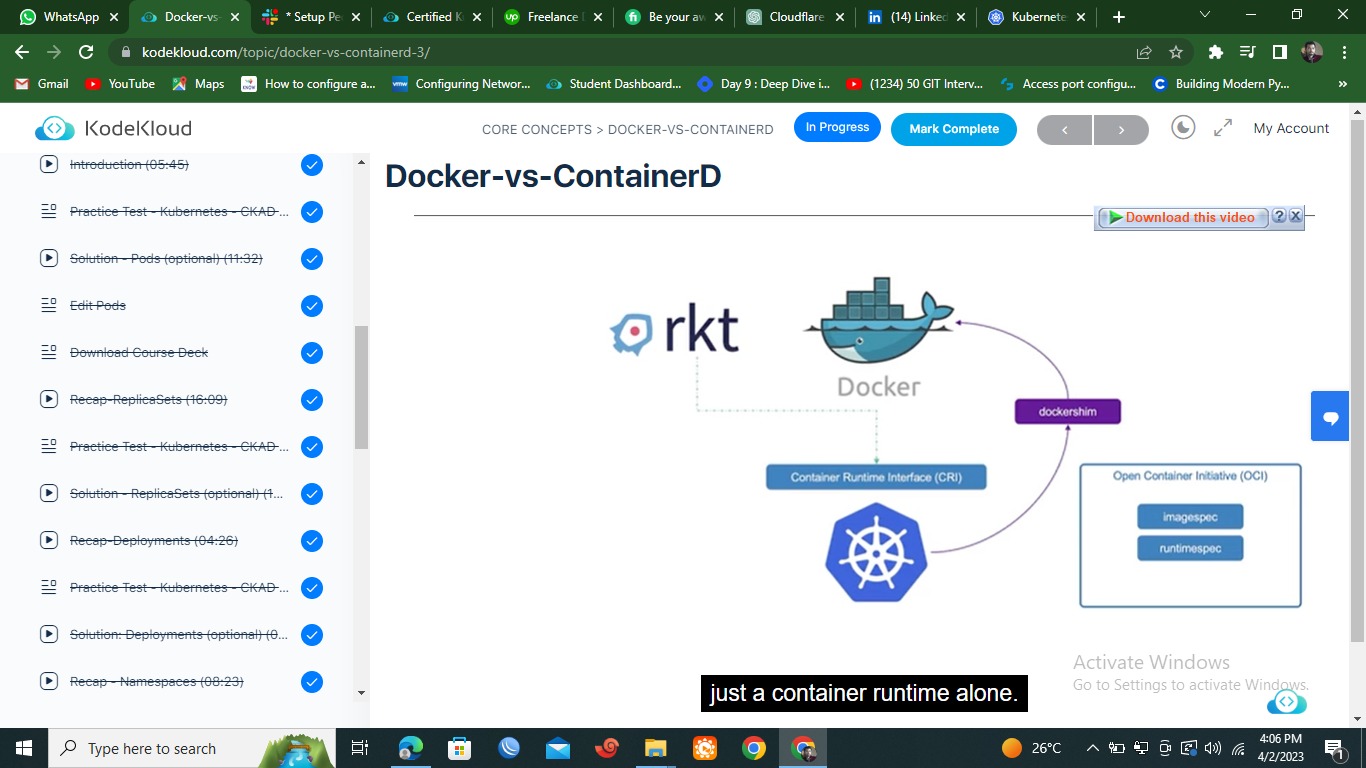 WhatsApp
Docker-vs-
* Setup Pe
Certified K
Freelance
Be your aw
Cloudflare
(14) Linked
Kubernete
kodekloud.com/topic/docker-vs-containerd-3/
Gmail
YouTube
Maps
How to configure a...
Configuring Networ...
Student Dashboard...
Day 9 : Deep Dive i...
(1234) 50 GIT Interv...
Access port configu...
Building Modern Py...
KodeKloud
CORE CONCEPTS > DOCKER-VS-CONTAINERD
In Progress
Mark Complete
My Account
Introduction (05:45)
Practice Test - Kubernetes - CKAD ...
Solution - Pods (optional) (11:32)
Edit Pods
Download Course Deck
Recap-ReplicaSets (16:09)
Practice Test - Kubernetes - CKAD ...
Solution - ReplicaSets (optional) (1...
Recap-Deployments (04:26)
Practice Test - Kubernetes - CKAD ...
Solution: Deployments (optional) (0...
Recap - Namespaces (08:23)
Docker-vs-ContainerD
Download this video
?
rkt
Docker
dockershim
Container Runtime Interface (CRI)
Open Container Initiative (OCI)
imagespec
runtimespec
just a container runtime alone.
Activate Windows
Go to Settings to activate Windows.
Type here to search
26°C
4:06 PM
4/2/2023
1